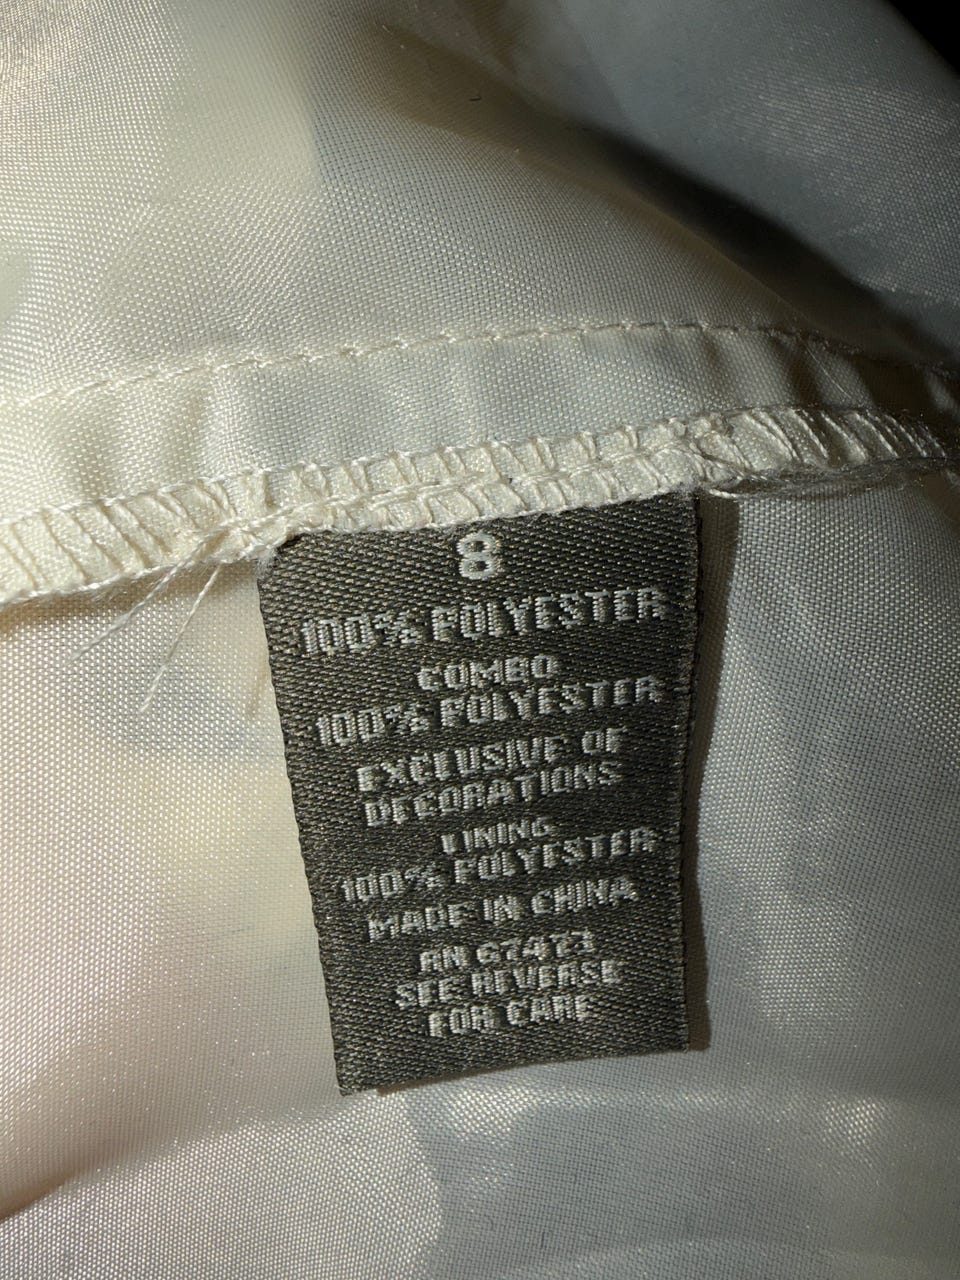 8
100% POLYESTER
COMBO
100% POLYESTER
EXCLUSIVE OF
DECORATIONS
LINING
100% POLYESTER
MADE IN CHINA
RN 67473
SEE REVERSE
FOR CARE